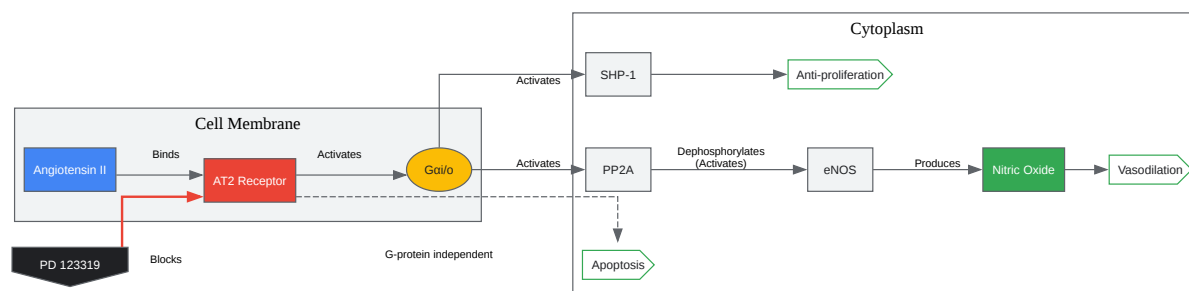 Cytoplasm
SHP-1
Anti-proliferation
Activates
Cell Membrane
Angiotensin II
Binds
AT2 Receptor
Activates
Gαi/o
Activates
PP2A
Dephosphorylates
(Activates)
eNOS
Produces
Nitric Oxide
Vasodilation
PD 123319
Blocks
G-protein independent
Apoptosis